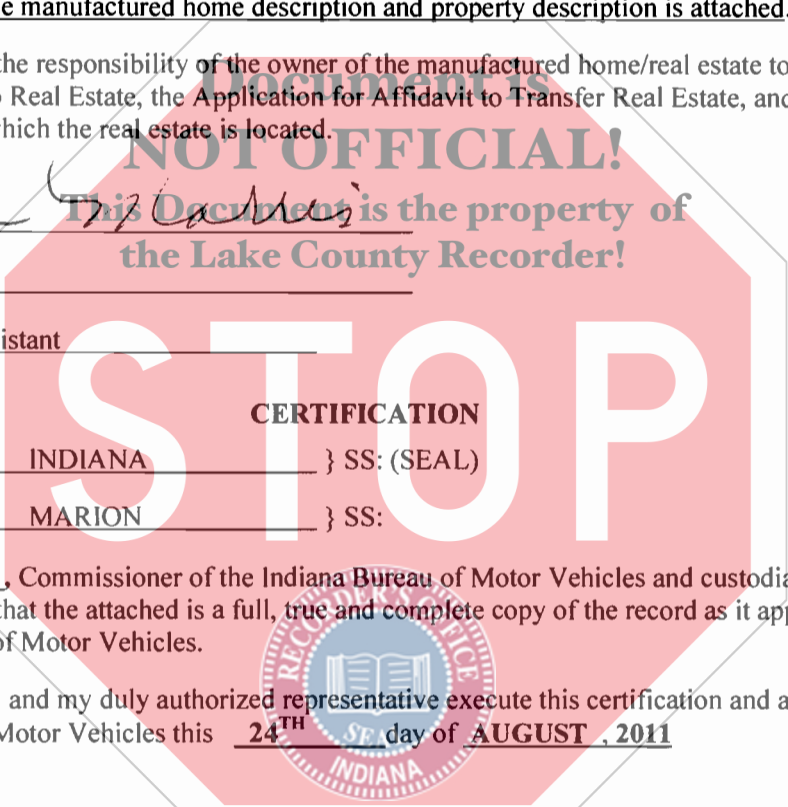 e manufactured home description and property description is attached.
the responsibility of the owner of the manufactured home/real estate to
Real Estate, the Application for Affidavit to Transfer Real Estate, and
which the real estate is located.
Document is
NOT OFFICIAL!
This Document is the property of
the Lake County Recorder!
istant
STOP
CERTIFICATION
INDIANA } SS: (SEAL)
MARION } SS:
, Commissioner of the Indiana Bureau of Motor Vehicles and custodia
that the attached is a full, true and complete copy of the record as it app
of Motor Vehicles.
and my duly authorized representative execute this certification and a
Motor Vehicles this 24TH day of AUGUST , 2011
RECORDER'S OFFICE
SEAL
INDIANA